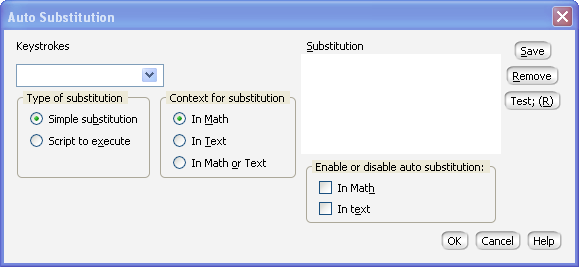 Auto Substitution
Keystrokes
Substitution
Save
Remove
Test; (R)
Type of substitution
Simple substitution
Script to execute
Context for substitution
In Math
In Text
In Math or Text
Enable or disable auto substitution:
In Math
In text
OK Cancel Help